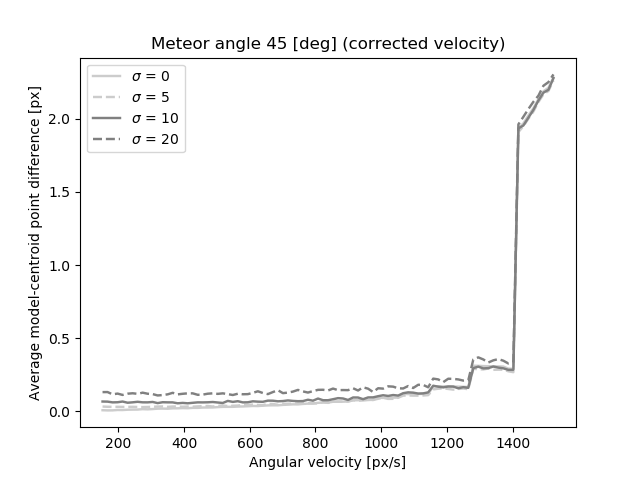 Meteor angle 45 [deg] (corrected velocity)
σ = 0
σ = 5
σ = 10
σ = 20
Average model-centroid point difference [px]
2.0
1.5
1.0
0.5
0.0
200 400 600 800 1000 1200 1400
Angular velocity [px/s]